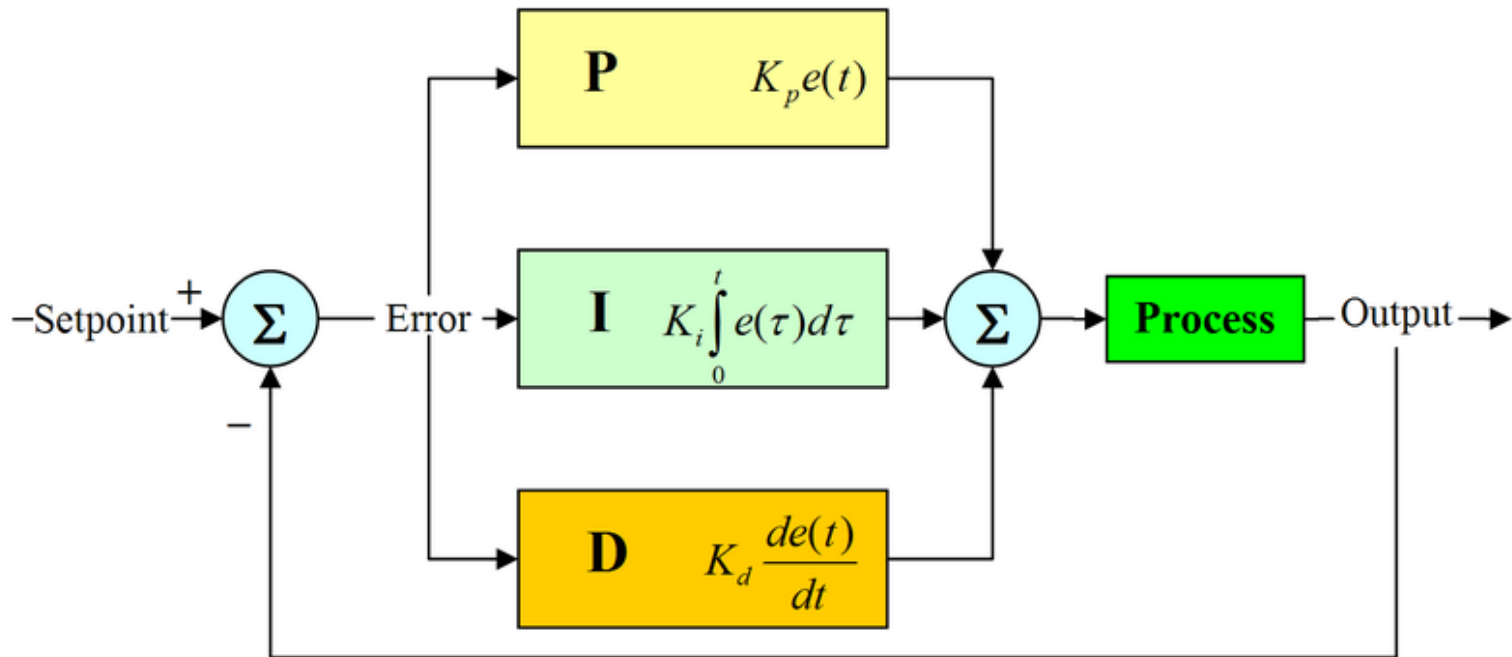 P K_p e(t)
–Setpoint + Σ Error I K_i ∫_0^t e(τ)dτ Σ Process Output
–
D K_d de(t)/dt